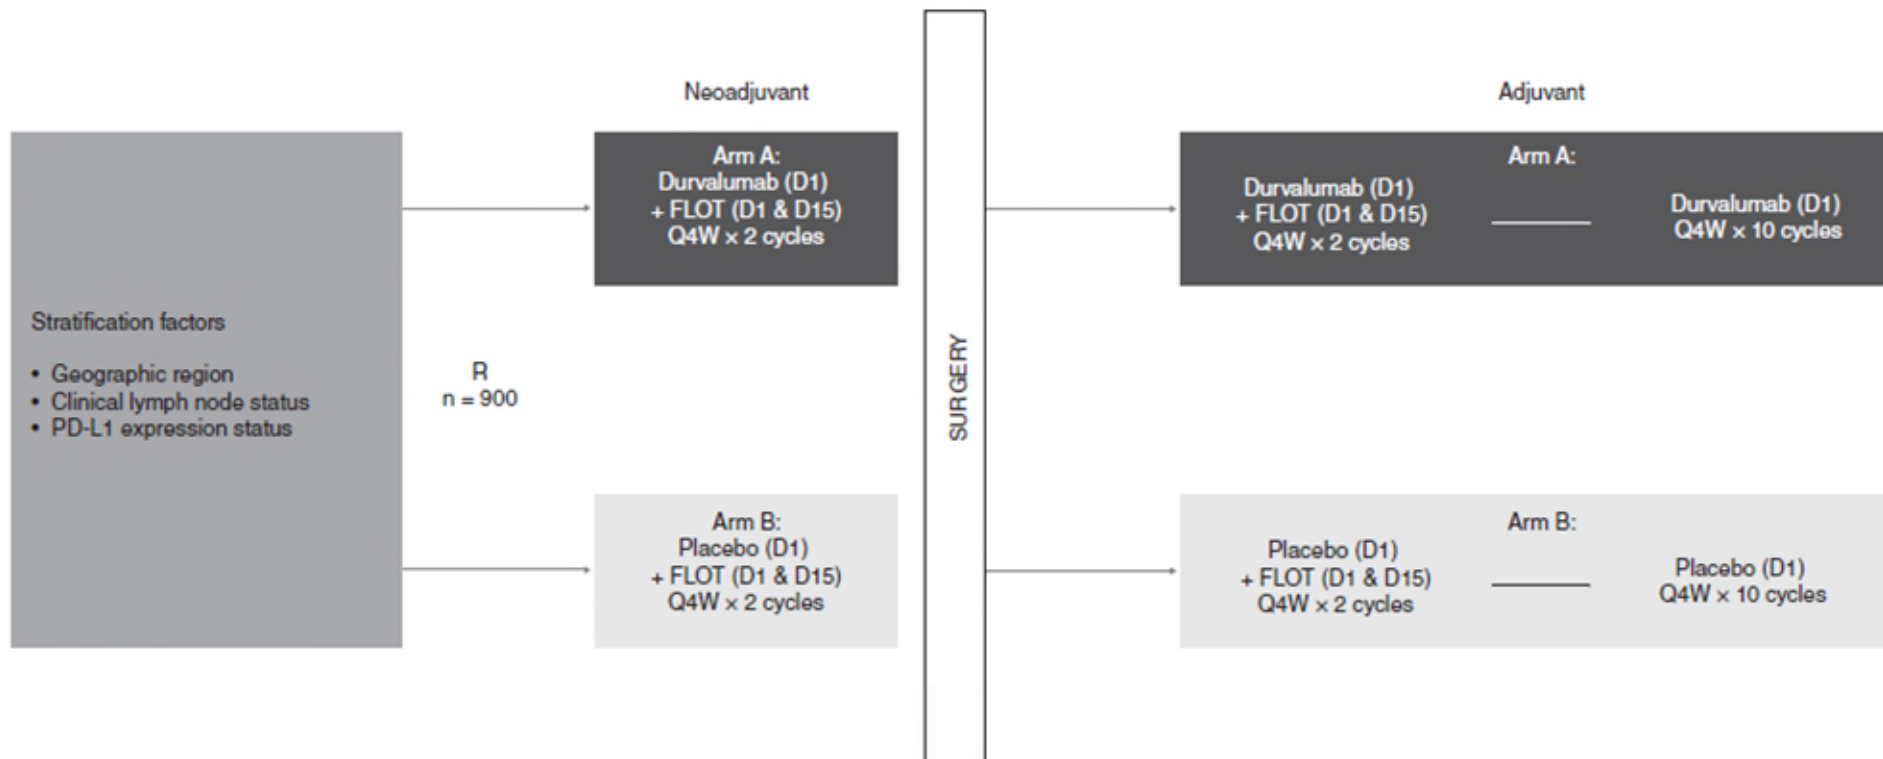 Neoadjuvant
Adjuvant
Stratification factors
• Geographic region
• Clinical lymph node status
• PD-L1 expression status
R
n = 900
Arm A:
Durvalumab (D1)
+ FLOT (D1 & D15)
Q4W × 2 cycles
Arm B:
Placebo (D1)
+ FLOT (D1 & D15)
Q4W × 2 cycles
SURGERY
Arm A:
Durvalumab (D1)
+ FLOT (D1 & D15)
Q4W × 2 cycles
Durvalumab (D1)
Q4W × 10 cycles
Arm B:
Placebo (D1)
+ FLOT (D1 & D15)
Q4W × 2 cycles
Placebo (D1)
Q4W × 10 cycles